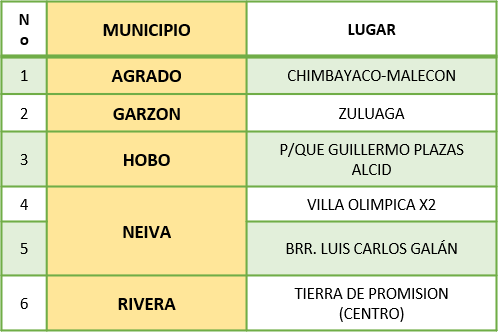 N
o
MUNICIPIO
LUGAR
1
AGRADO
CHIMBAYACO-MALECON
2
GARZON
ZULUAGA
3
HOBO
P/QUE GUILLERMO PLAZAS
ALCID
4
NEIVA
VILLA OLIMPICA X2
5
BRR. LUIS CARLOS GALÁN
6
RIVERA
TIERRA DE PROMISION
(CENTRO)